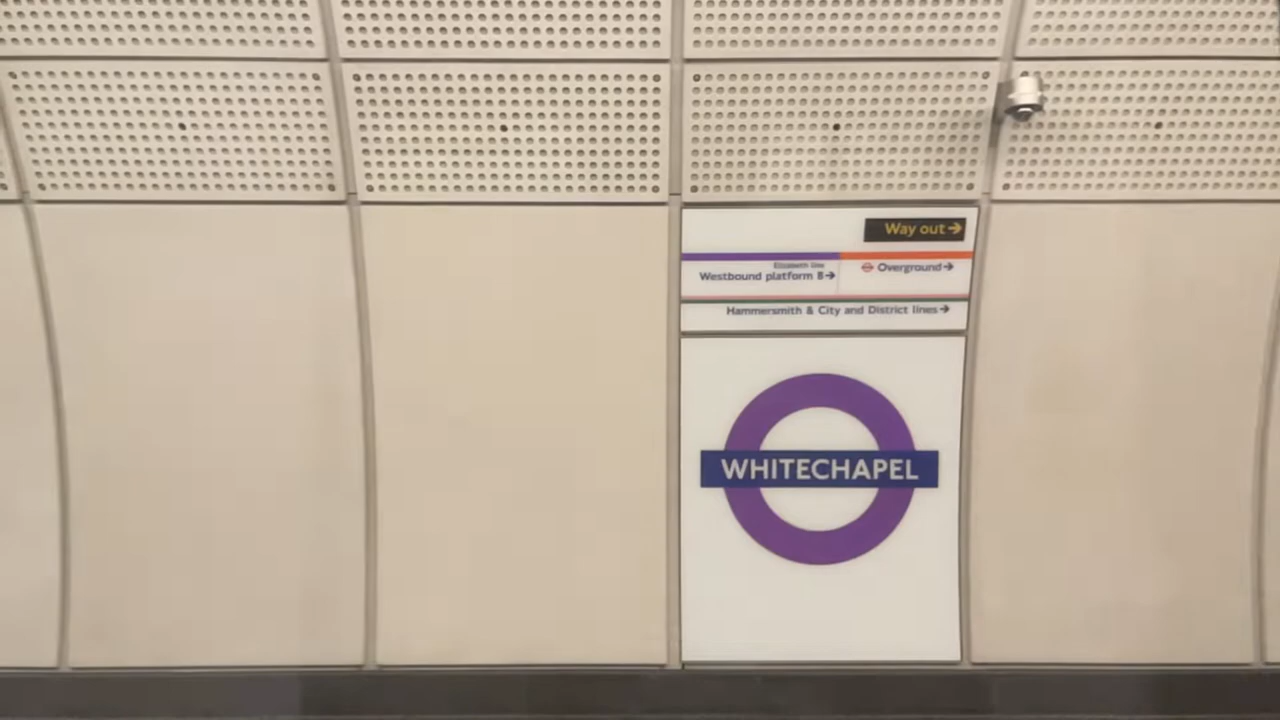 Way out→
Elizabeth line
Westbound platform B→
Overground→
Hammersmith & City and District lines→
WHITECHAPEL